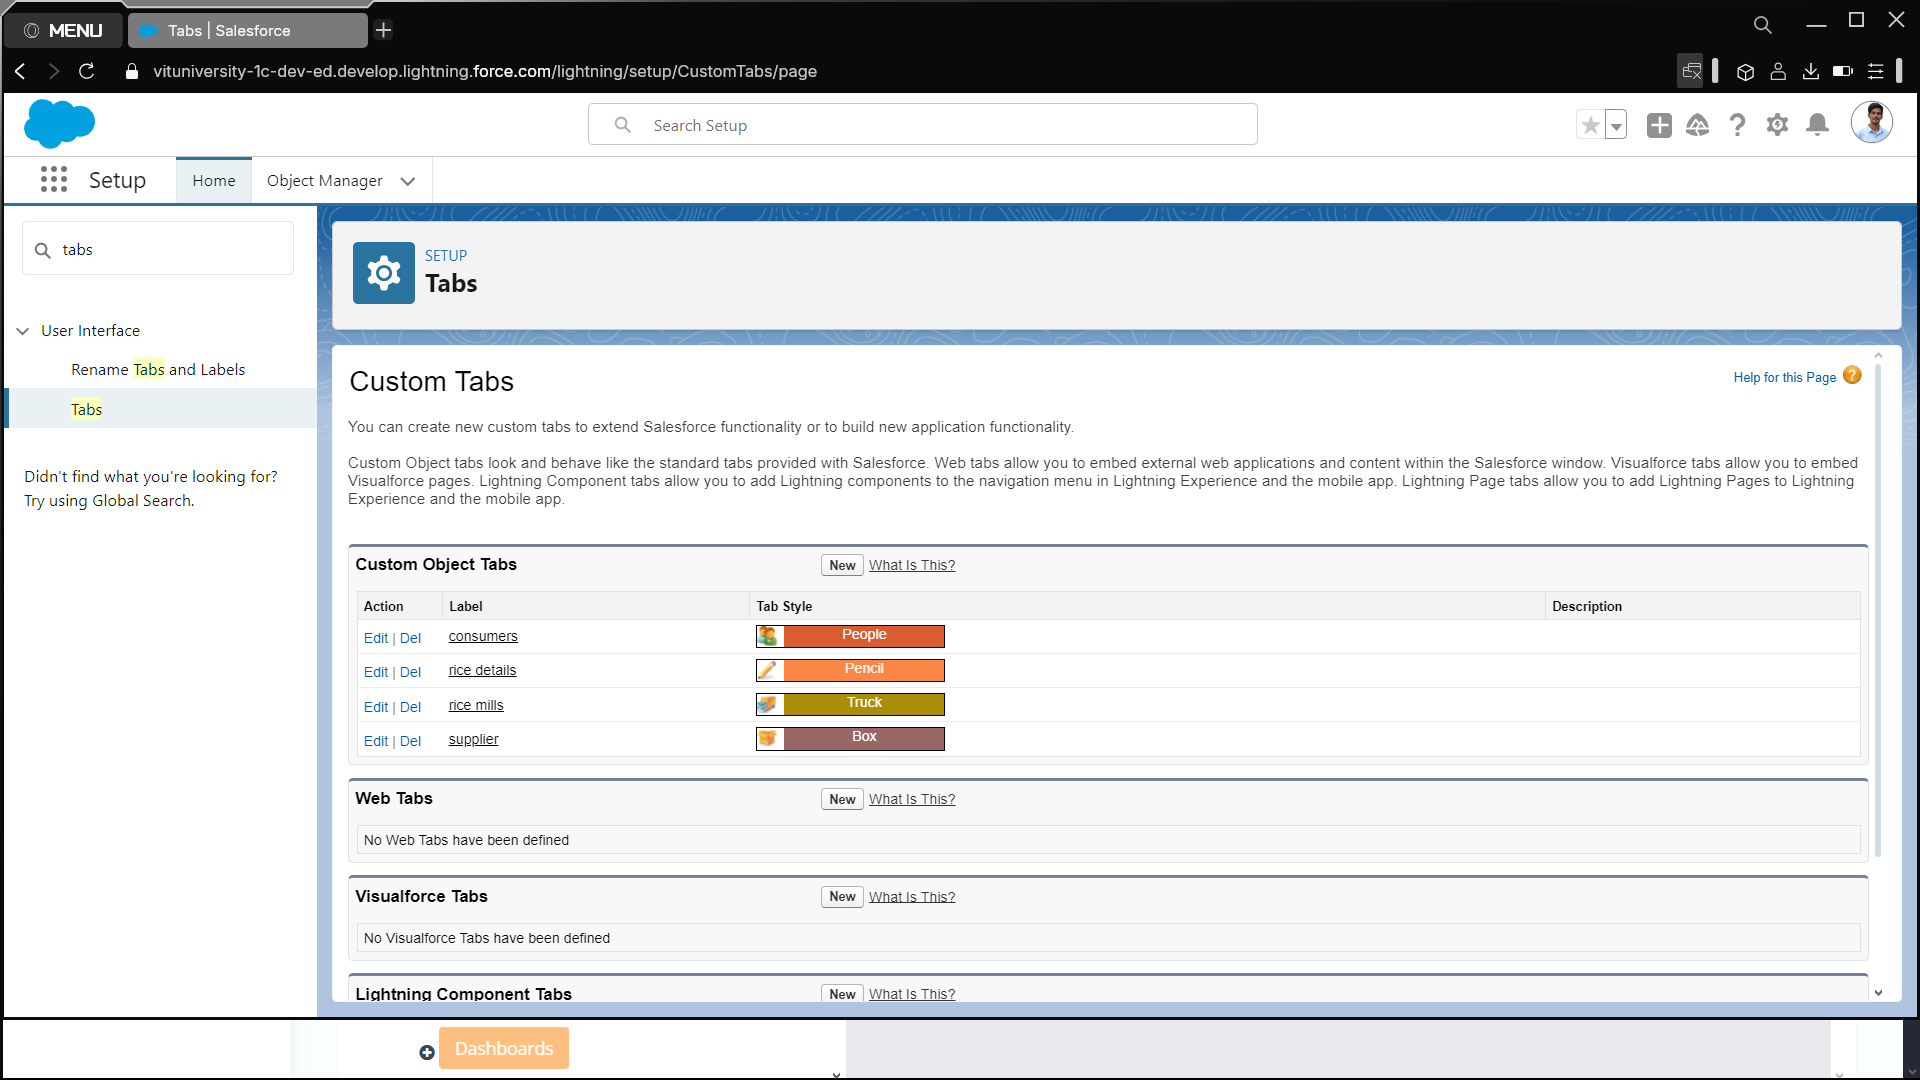 MENU
Tabs | Salesforce
vituniversity-1c-dev-ed.develop.lightning.force.com/lightning/setup/CustomTabs/page
Search Setup
Setup
Home
Object Manager
tabs
User Interface
Rename Tabs and Labels
Tabs
Didn't find what you're looking for?
Try using Global Search.
SETUP
Tabs
Custom Tabs
Help for this Page
You can create new custom tabs to extend Salesforce functionality or to build new application functionality.
Custom Object tabs look and behave like the standard tabs provided with Salesforce. Web tabs allow you to embed external web applications and content within the Salesforce window. Visualforce tabs allow you to embed
Visualforce pages. Lightning Component tabs allow you to add Lightning components to the navigation menu in Lightning Experience and the mobile app. Lightning Page tabs allow you to add Lightning Pages to Lightning
Experience and the mobile app.
Custom Object Tabs New What Is This?
Action Label Tab Style Description
Edit | Del consumers People
Edit | Del rice details Pencil
Edit | Del rice mills Truck
Edit | Del supplier Box
Web Tabs New What Is This?
No Web Tabs have been defined
Visualforce Tabs New What Is This?
No Visualforce Tabs have been defined
Lightning Component Tabs New What Is This?
Dashboards